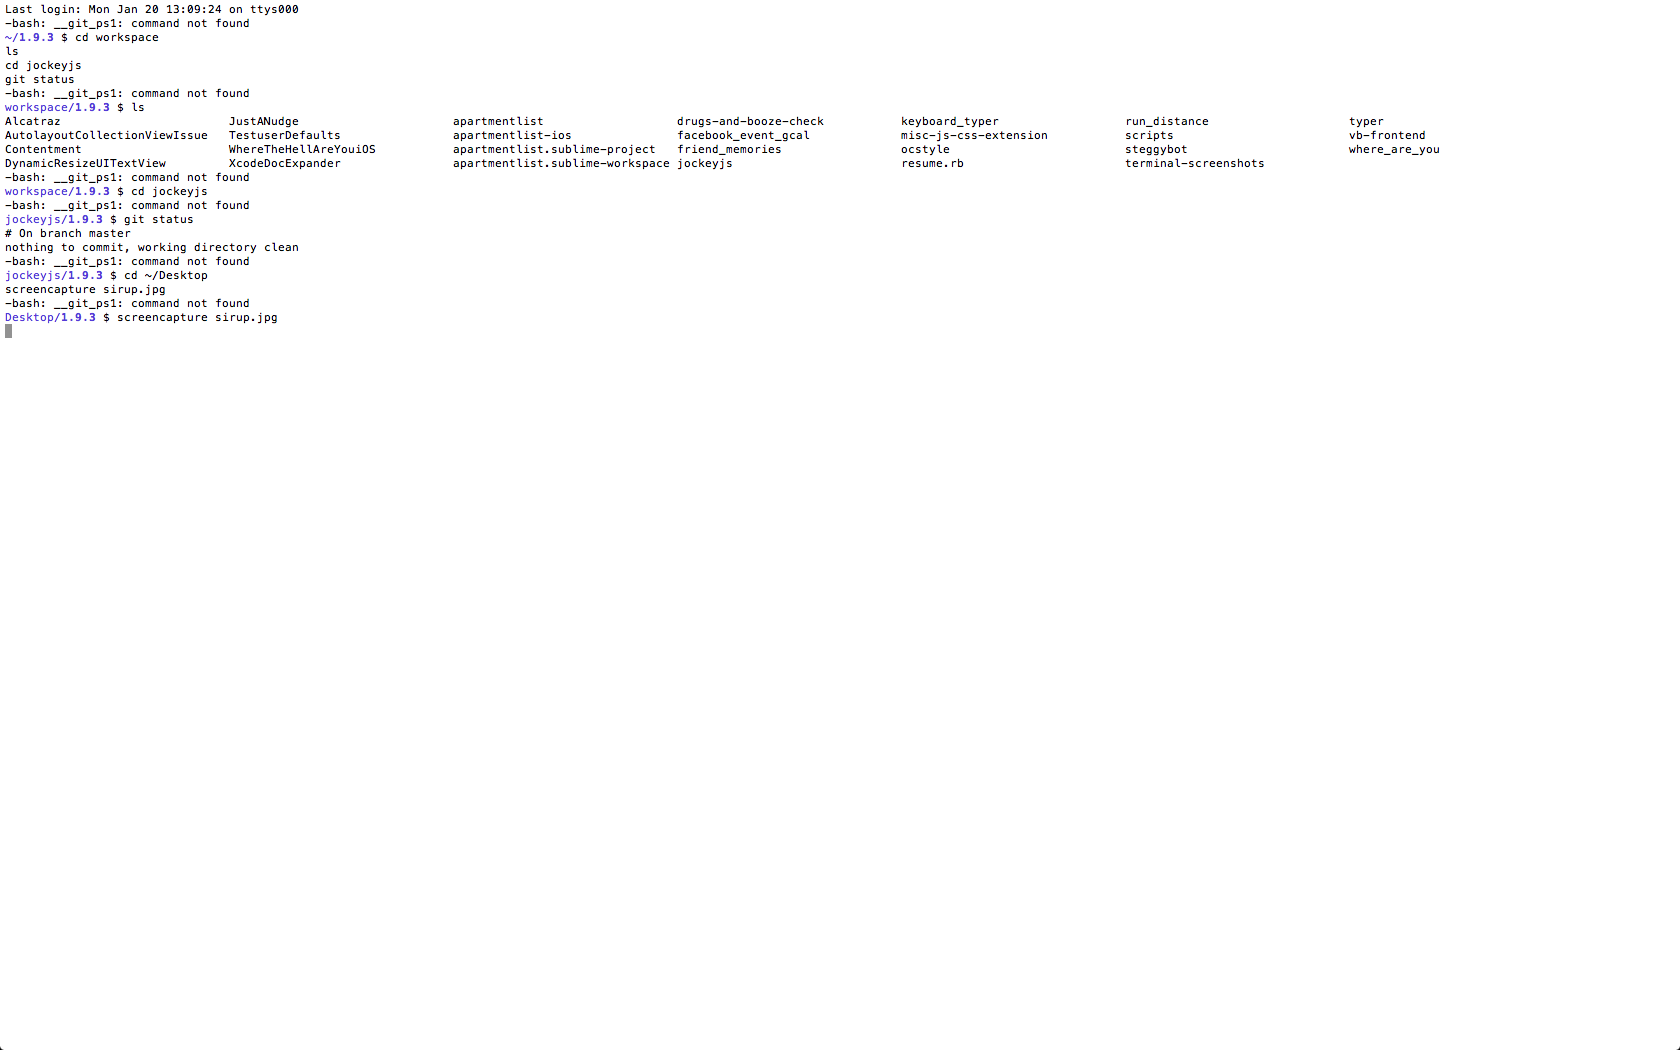 Last login: Mon Jan 20 13:09:24 on ttys000
-bash: __git_ps1: command not found
~/1.9.3 $ cd workspace
ls
cd jockeyjs
git status
-bash: __git_ps1: command not found
workspace/1.9.3 $ ls
Alcatraz JustANudge apartmentlist drugs-and-booze-check keyboard_typer run_distance typer
AutolayoutCollectionViewIssue TestuserDefaults apartmentlist-ios facebook_event_gcal misc-js-css-extension scripts vb-frontend
Contentment WhereTheHellAreYouiOS apartmentlist.sublime-project friend_memories ocstyle steggybot where_are_you
DynamicResizeUITextView XcodeDocExpander apartmentlist.sublime-workspace jockeyjs resume.rb terminal-screenshots
-bash: __git_ps1: command not found
workspace/1.9.3 $ cd jockeyjs
-bash: __git_ps1: command not found
jockeyjs/1.9.3 $ git status
# On branch master
nothing to commit, working directory clean
-bash: __git_ps1: command not found
jockeyjs/1.9.3 $ cd ~/Desktop
screencapture sirup.jpg
-bash: __git_ps1: command not found
Desktop/1.9.3 $ screencapture sirup.jpg